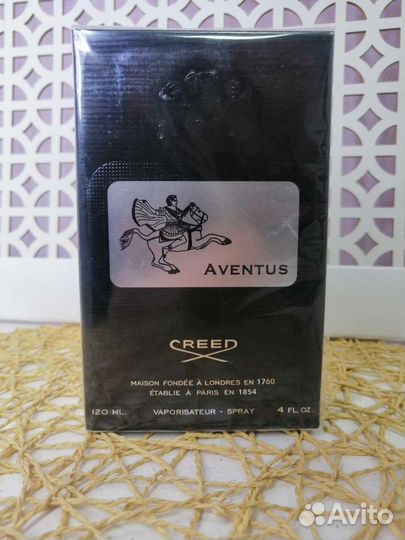 AVENTUS
CREED
MAISON FONDÉE À LONDRES EN 1760
ÉTABLIE À PARIS EN 1854
120 ML. VAPORISATEUR - SPRAY 4 FL. OZ.
Avito